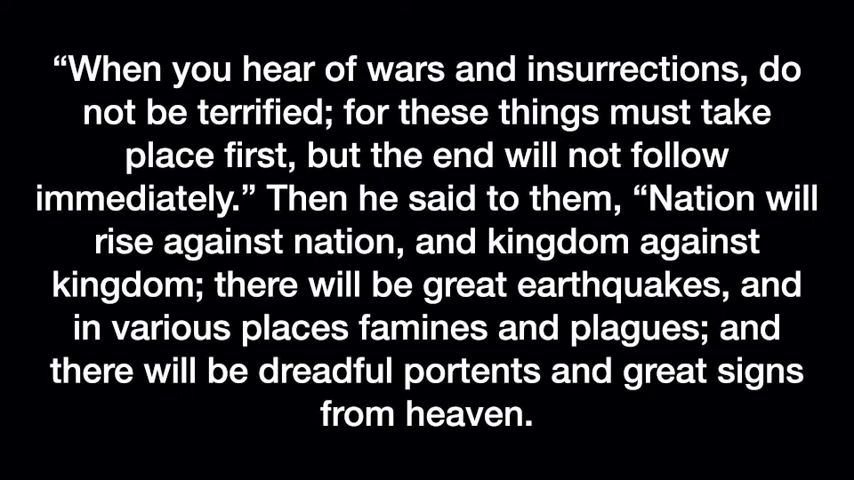 “When you hear of wars and insurrections, do
not be terrified; for these things must take
place first, but the end will not follow
immediately.” Then he said to them, “Nation will
rise against nation, and kingdom against
kingdom; there will be great earthquakes, and
in various places famines and plagues; and
there will be dreadful portents and great signs
from heaven.